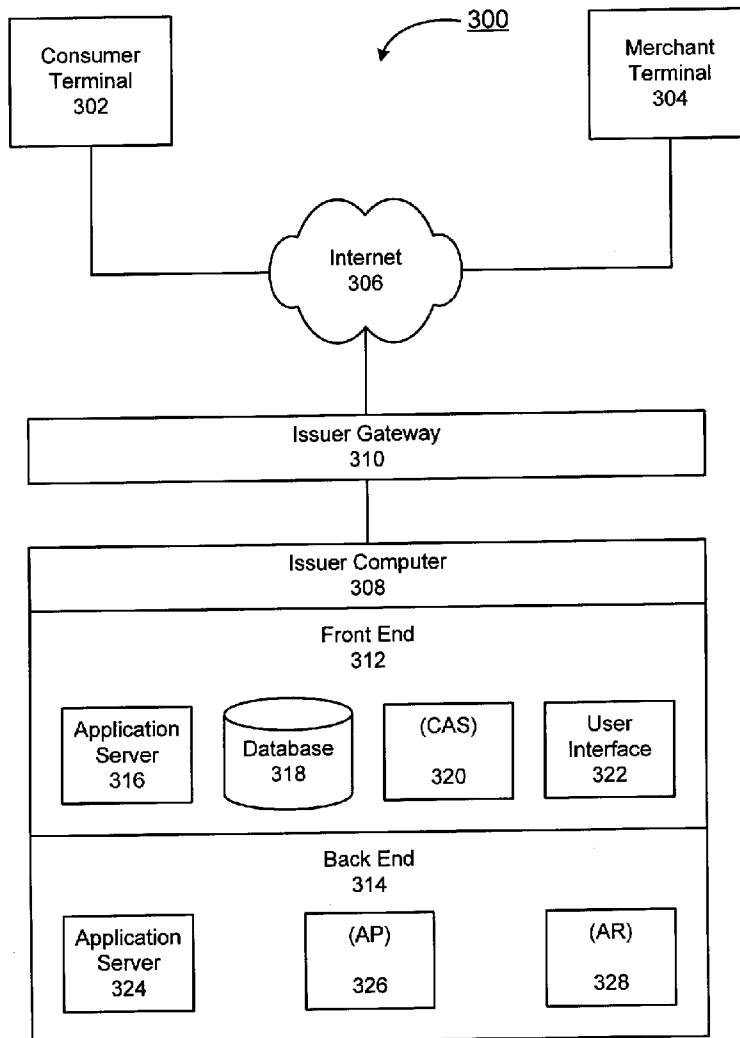 300
Consumer
Terminal
302
Merchant
Terminal
304
Internet
306
Issuer Gateway
310
Issuer Computer
308
Front End
312
Application
Server
316
Database
318
(CAS)
320
User
Interface
322
Back End
314
Application
Server
324
(AP)
326
(AR)
328